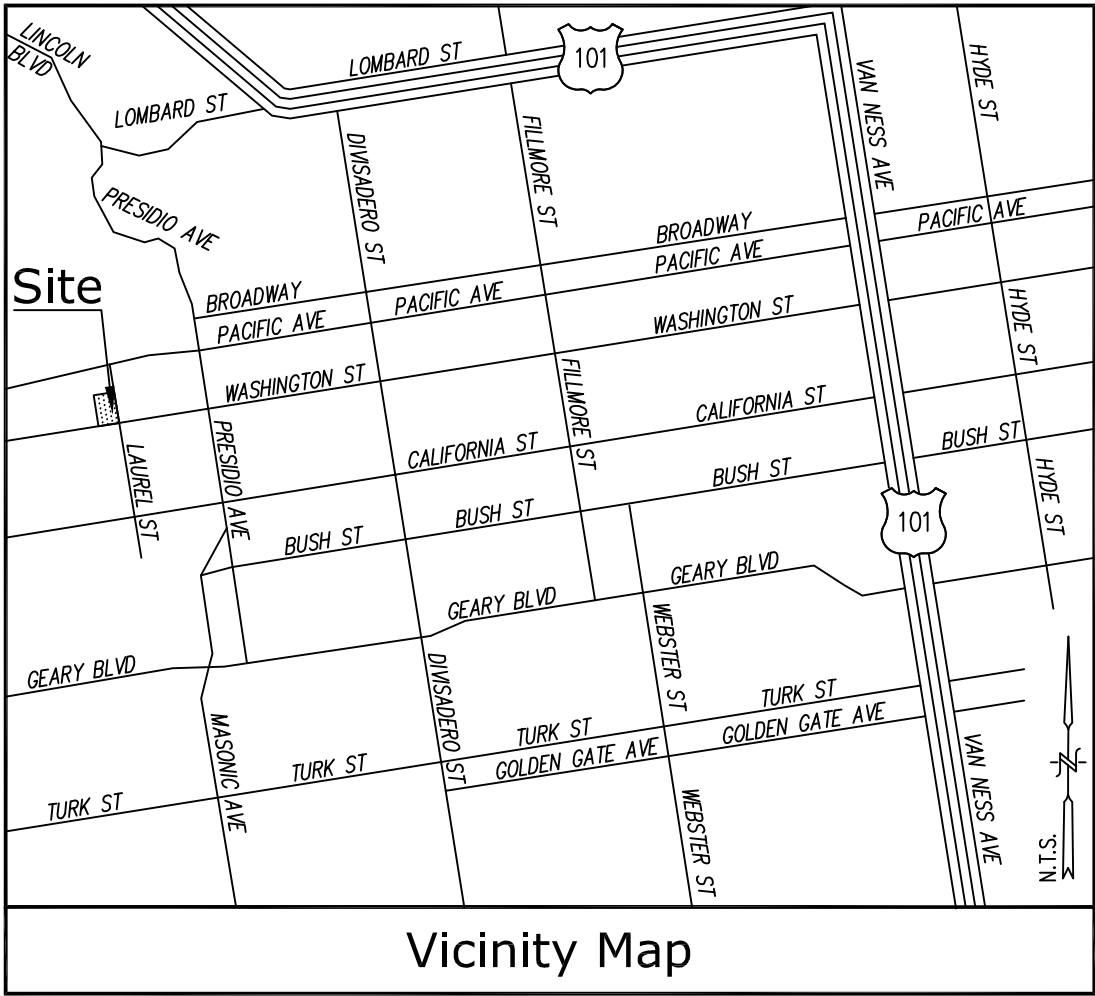 LINCOLN
BLVD
LOMBARD ST
101
LOMBARD ST
VAN NESS AVE
HYDE ST
DIVISADERO ST
FILLMORE ST
PRESIDIO AVE
BROADWAY
PACIFIC AVE
PACIFIC AVE
Site
BROADWAY
PACIFIC AVE
PACIFIC AVE
WASHINGTON ST
HYDE ST
WASHINGTON ST
FILLMORE ST
CALIFORNIA ST
PRESIDIO AVE
LAUREL ST
CALIFORNIA ST
BUSH ST
BUSH ST
HYDE ST
BUSH ST
BUSH ST
101
GEARY BLVD
GEARY BLVD
WEBSTER ST
GEARY BLVD
DIVISADERO ST
TURK ST
GOLDEN GATE AVE
MASONIC AVE
TURK ST
GOLDEN GATE AVE
TURK ST
VAN NESS AVE
TURK ST
WEBSTER ST
N
N.T.S.
Vicinity Map